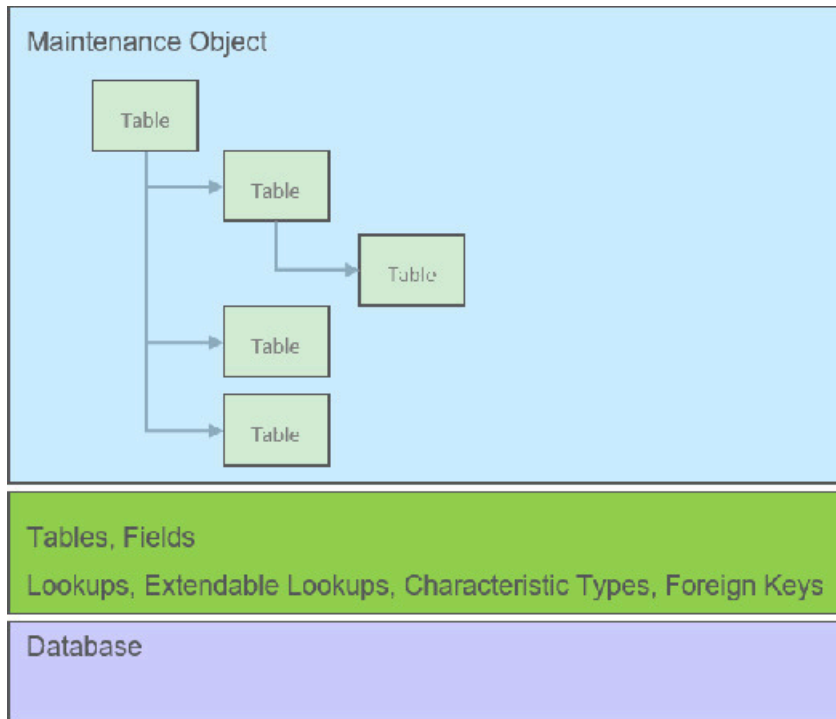 Maintenance Object
Table
Table
Table
Table
Table
Tables, Fields
Lookups, Extendable Lookups, Characteristic Types, Foreign Keys
Database